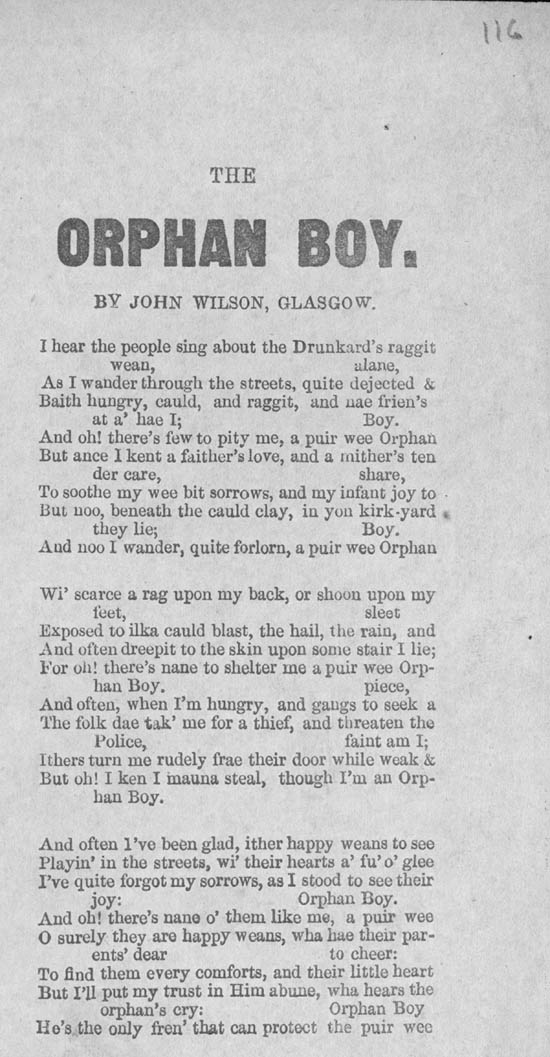 116
THE
ORPHAN BOY.
BY JOHN WILSON, GLASGOW.
I hear the people sing about the Drunkard's raggit
wean, alane,
As I wander through the streets, quite dejected &
Baith hungry, cauld, and raggit, and nae frien's
at a' hae I; Boy.
And oh! there's few to pity me, a puir wee Orphan
But ance I kent a faither's love, and a mither's ten
der care, share,
To soothe my wee bit sorrows, and my infant joy to
But noo, beneath the cauld clay, in yon kirk-yard
they lie; Boy.
And noo I wander, quite forlorn, a puir wee Orphan
Wi' scarce a rag upon my back, or shoon upon my
feet, sleet
Exposed to ilka cauld blast, the hail, the rain, and
And often dreepit to the skin upon some stair I lie;
For oh! there's nane to shelter me a puir wee Orp-
han Boy. piece,
And often, when I'm hungry, and gangs to seek a
The folk dae tak' me for a thief, and threaten the
Police, faint am I;
Ithers turn me rudely frae their door while weak &
But oh! I ken I mauna steal, though I'm an Orp-
han Boy.
And often I've been glad, ither happy weans to see
Playin' in the streets, wi' their hearts a' fu' o' glee
I've quite forgot my sorrows, as I stood to see their
joy: Orphan Boy.
And oh! there's nane o' them like me, a puir wee
O surely they are happy weans, wha hae their par-
ents' dear to cheer:
To find them every comforts, and their little heart
But I'll put my trust in Him abune, wha hears the
orphan's cry: Orphan Boy
He's the only fren' that can protect the puir wee